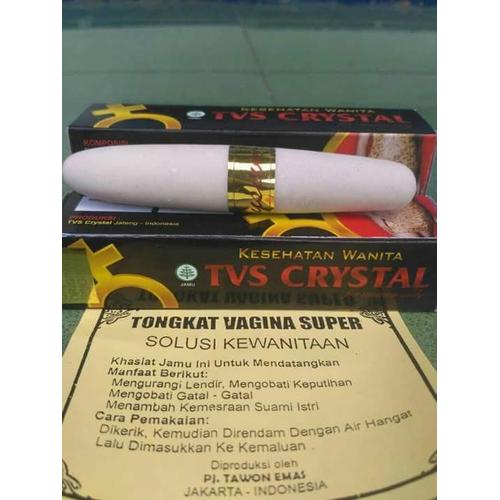 KESEHATAN WANITA
TVS CRYSTAL
KOMPOSISI
PRODUKSI :
TVS Crystal Jateng - Indonesia
KESEHATAN WANITA
TVS CRYSTAL
JAMU
TONGKAT VAGINA SUPER
SOLUSI KEWANITAAN
Khasiat Jamu Ini Untuk Mendatangkan
Manfaat Berikut:
Mengurangi Lendir, Mengobati Keputihan
Mengobati Gatal - Gatal
Menambah Kemesraan Suami Istri
Cara Pemakaian:
Dikerik, Kemudian Direndam Dengan Air Hangat
Lalu Dimasukkan Ke Kemaluan .
Diproduksi oleh
PJ. TAWON EMAS
JAKARTA - INDONESIA